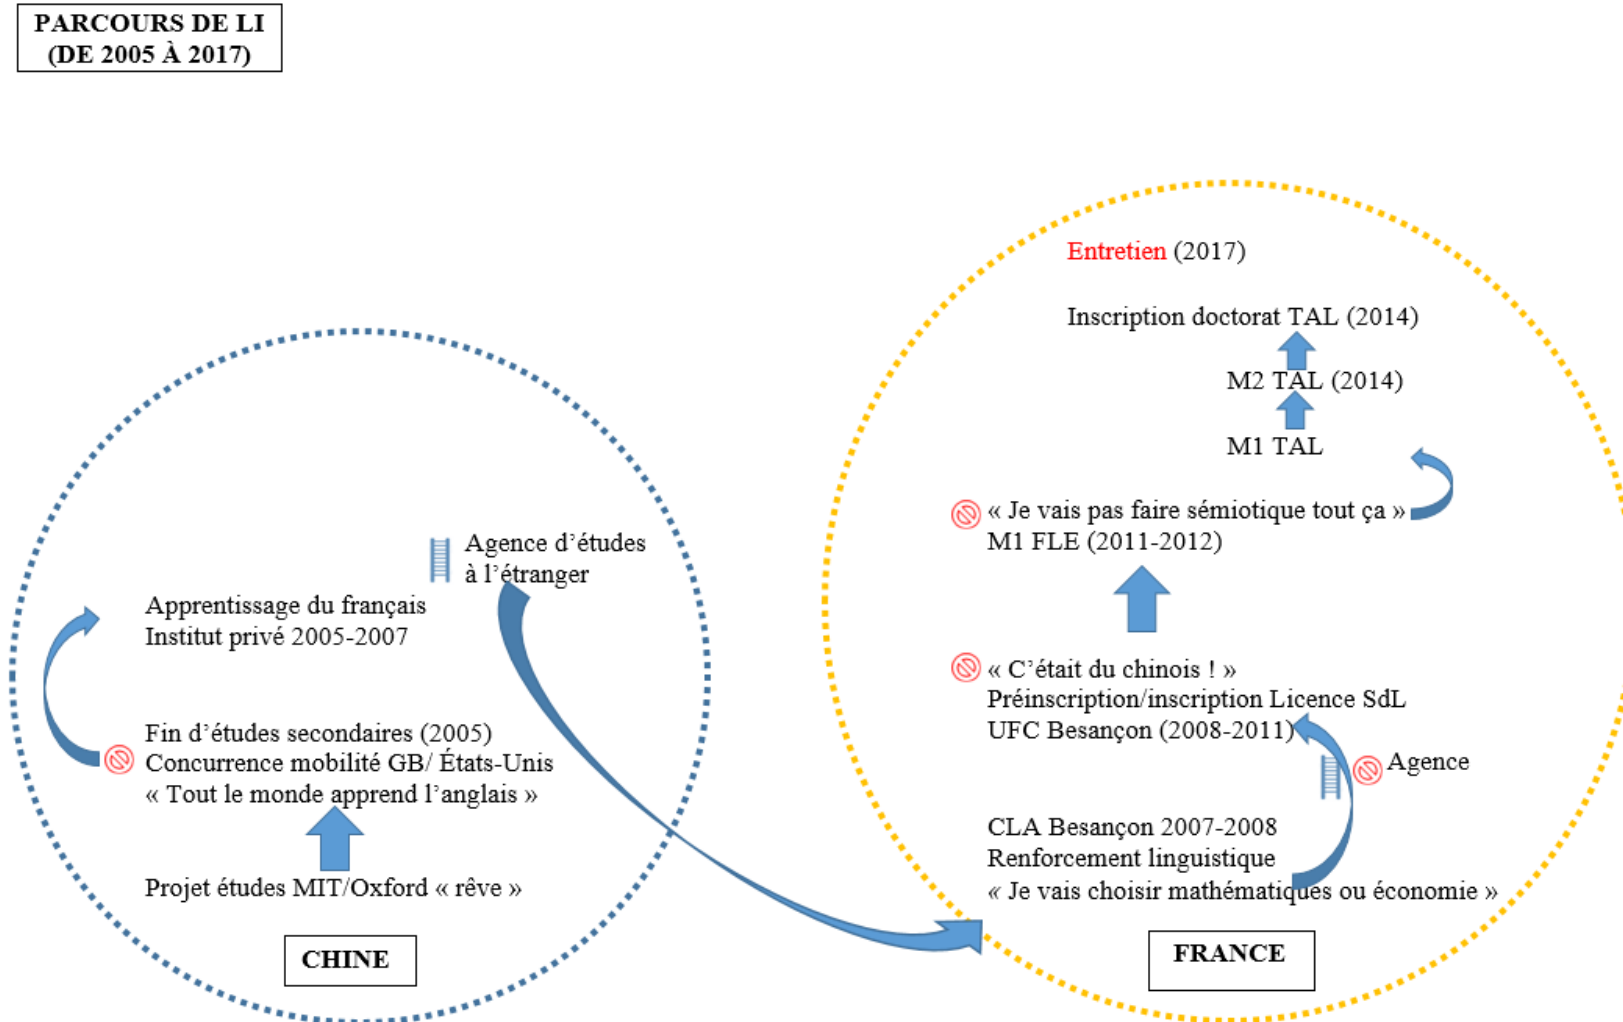 PARCOURS DE LI
(DE 2005 À 2017)
Agence d’études
à l’étranger
Apprentissage du français
Institut privé 2005-2007
Fin d’études secondaires (2005)
Concurrence mobilité GB/ États-Unis
« Tout le monde apprend l’anglais »
Projet études MIT/Oxford « rêve »
CHINE
Entretien (2017)
Inscription doctorat TAL (2014)
M2 TAL (2014)
M1 TAL
« Je vais pas faire sémiotique tout ça »
M1 FLE (2011-2012)
« C’était du chinois ! »
Préinscription/inscription Licence SdL
UFC Besançon (2008-2011)
Agence
CLA Besançon 2007-2008
Renforcement linguistique
« Je vais choisir mathématiques ou économie »
FRANCE